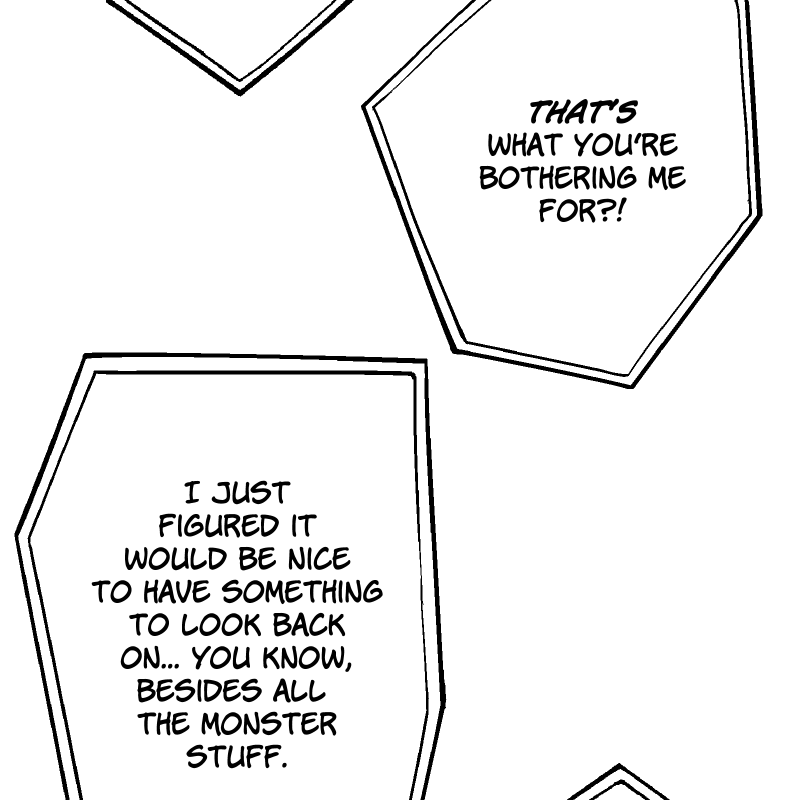 THAT'S
WHAT YOU'RE
BOTHERING ME
FOR?!
I JUST
FIGURED IT
WOULD BE NICE
TO HAVE SOMETHING
TO LOOK BACK
ON... YOU KNOW,
BESIDES ALL
THE MONSTER
STUFF.